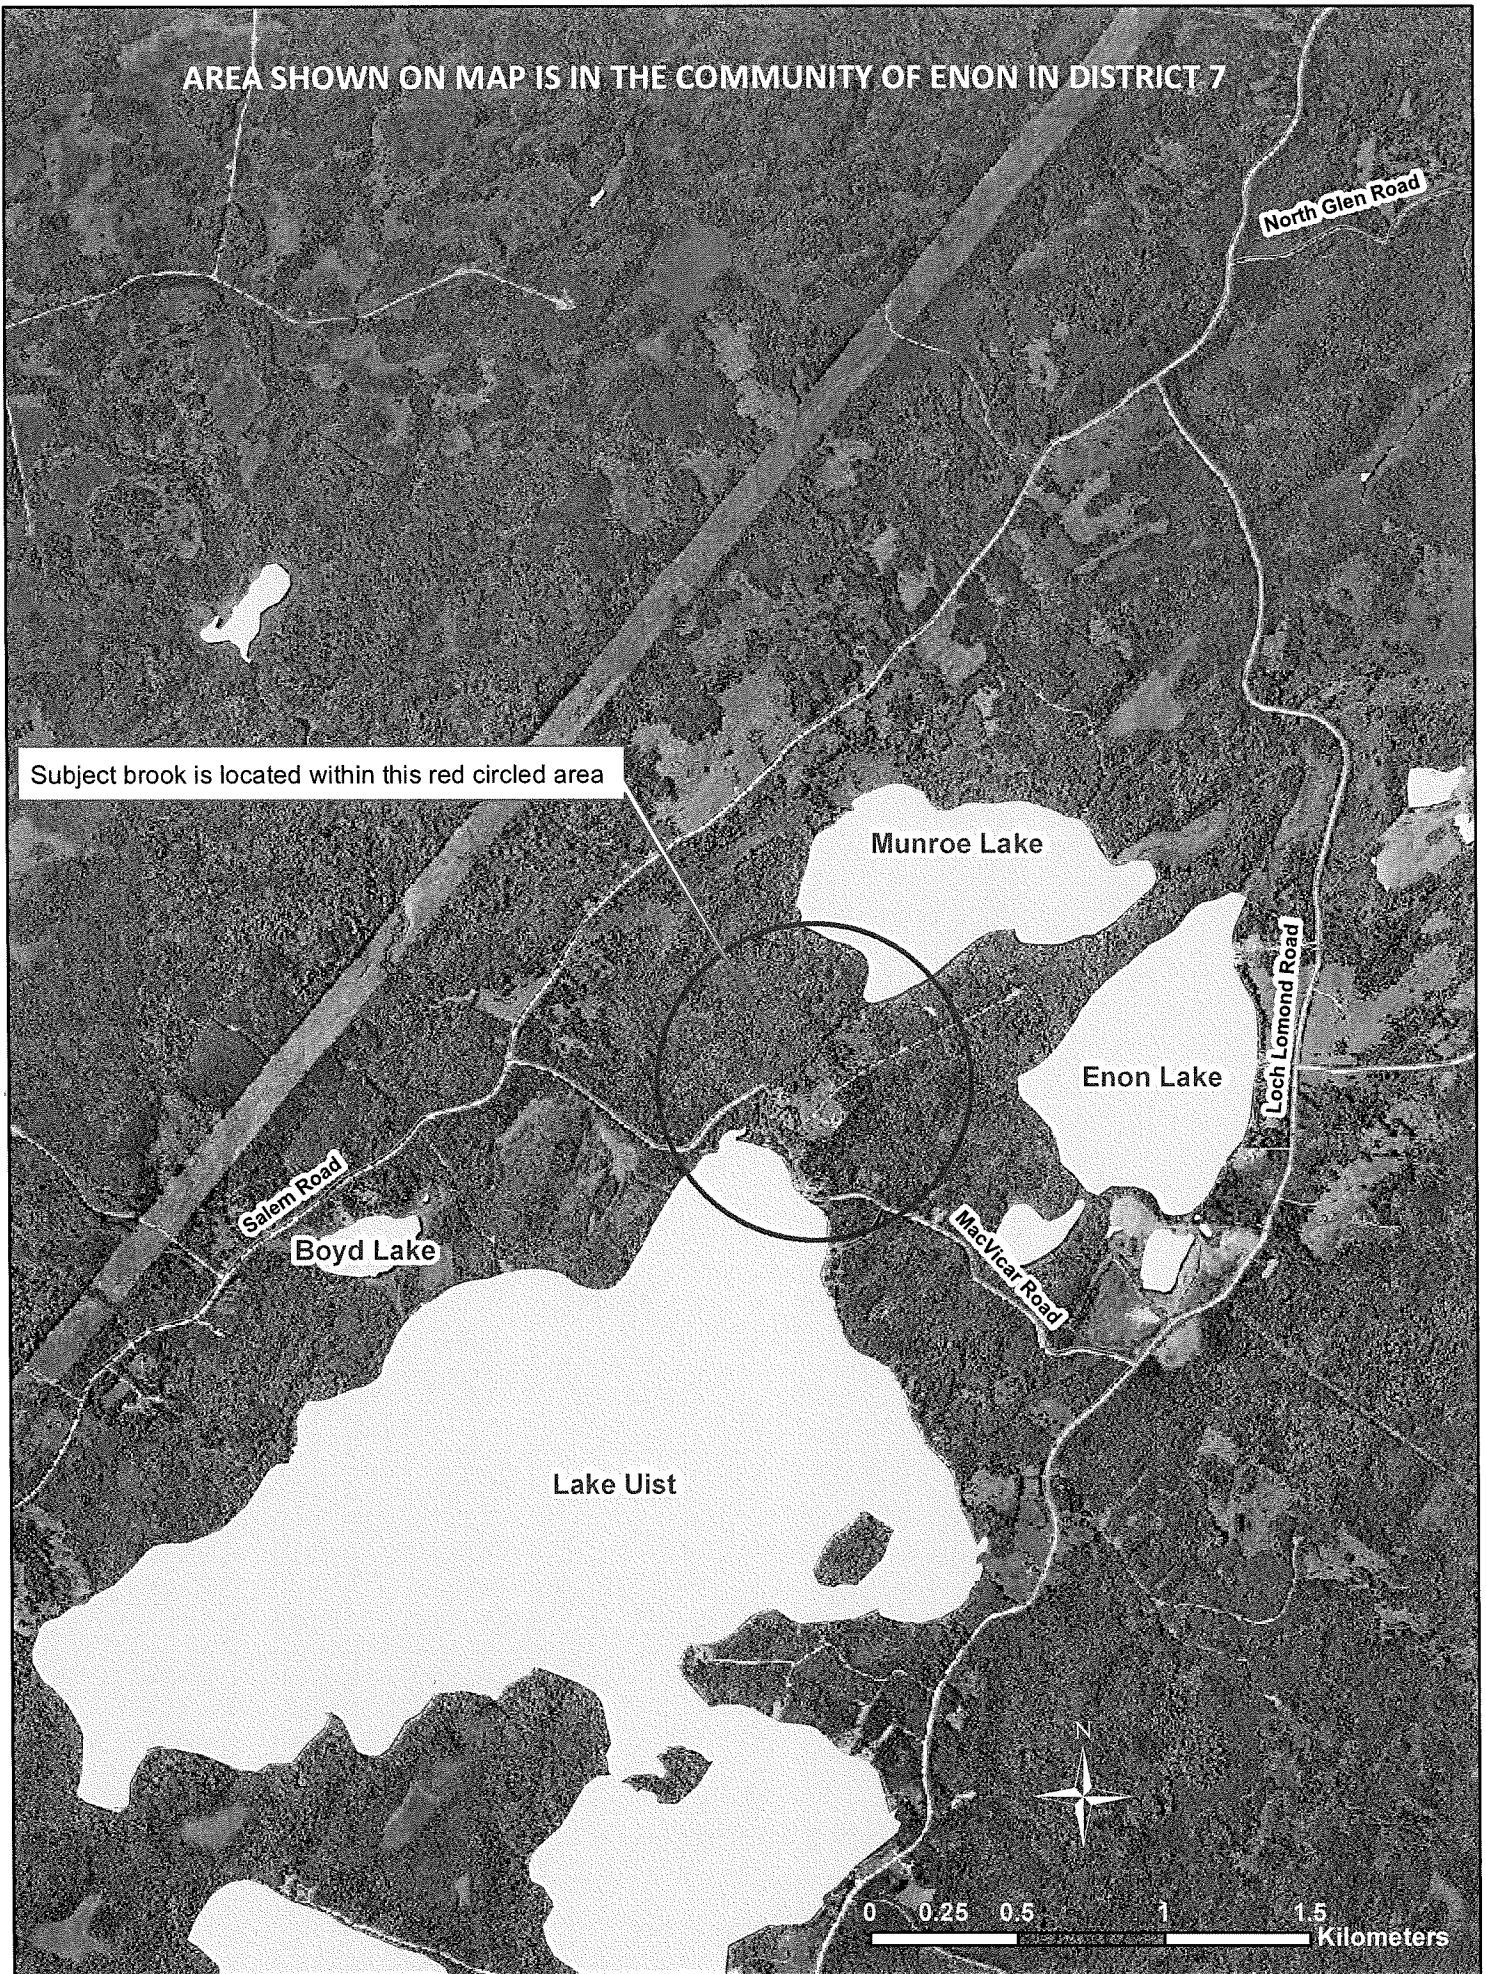 AREA SHOWN ON MAP IS IN THE COMMUNITY OF ENON IN DISTRICT 7
North Glen Road
Subject brook is located within this red circled area
Munroe Lake
Loch Lomond Road
Enon Lake
Salem Road
Boyd Lake
MacVicar Road
Lake Uist
N
0 0.25 0.5 1 1.5
Kilometers